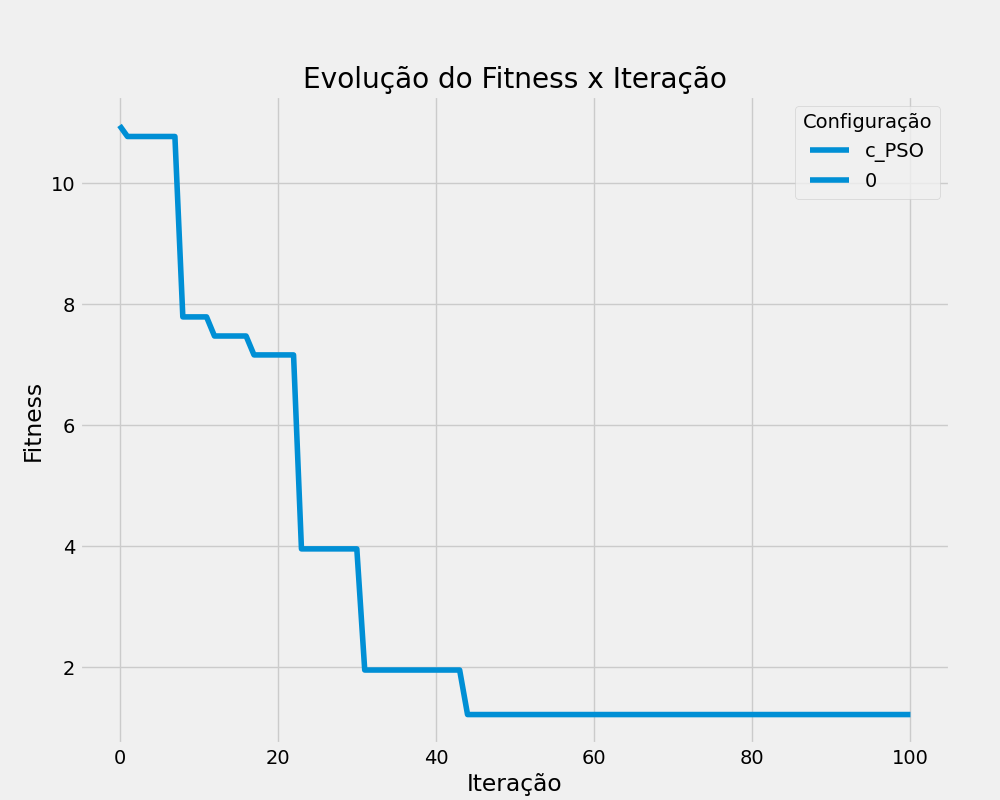 Evolução do Fitness x Iteração
Configuração
c_PSO
0
10
8
6
4
2
Fitness
0 20 40 60 80 100
Iteração